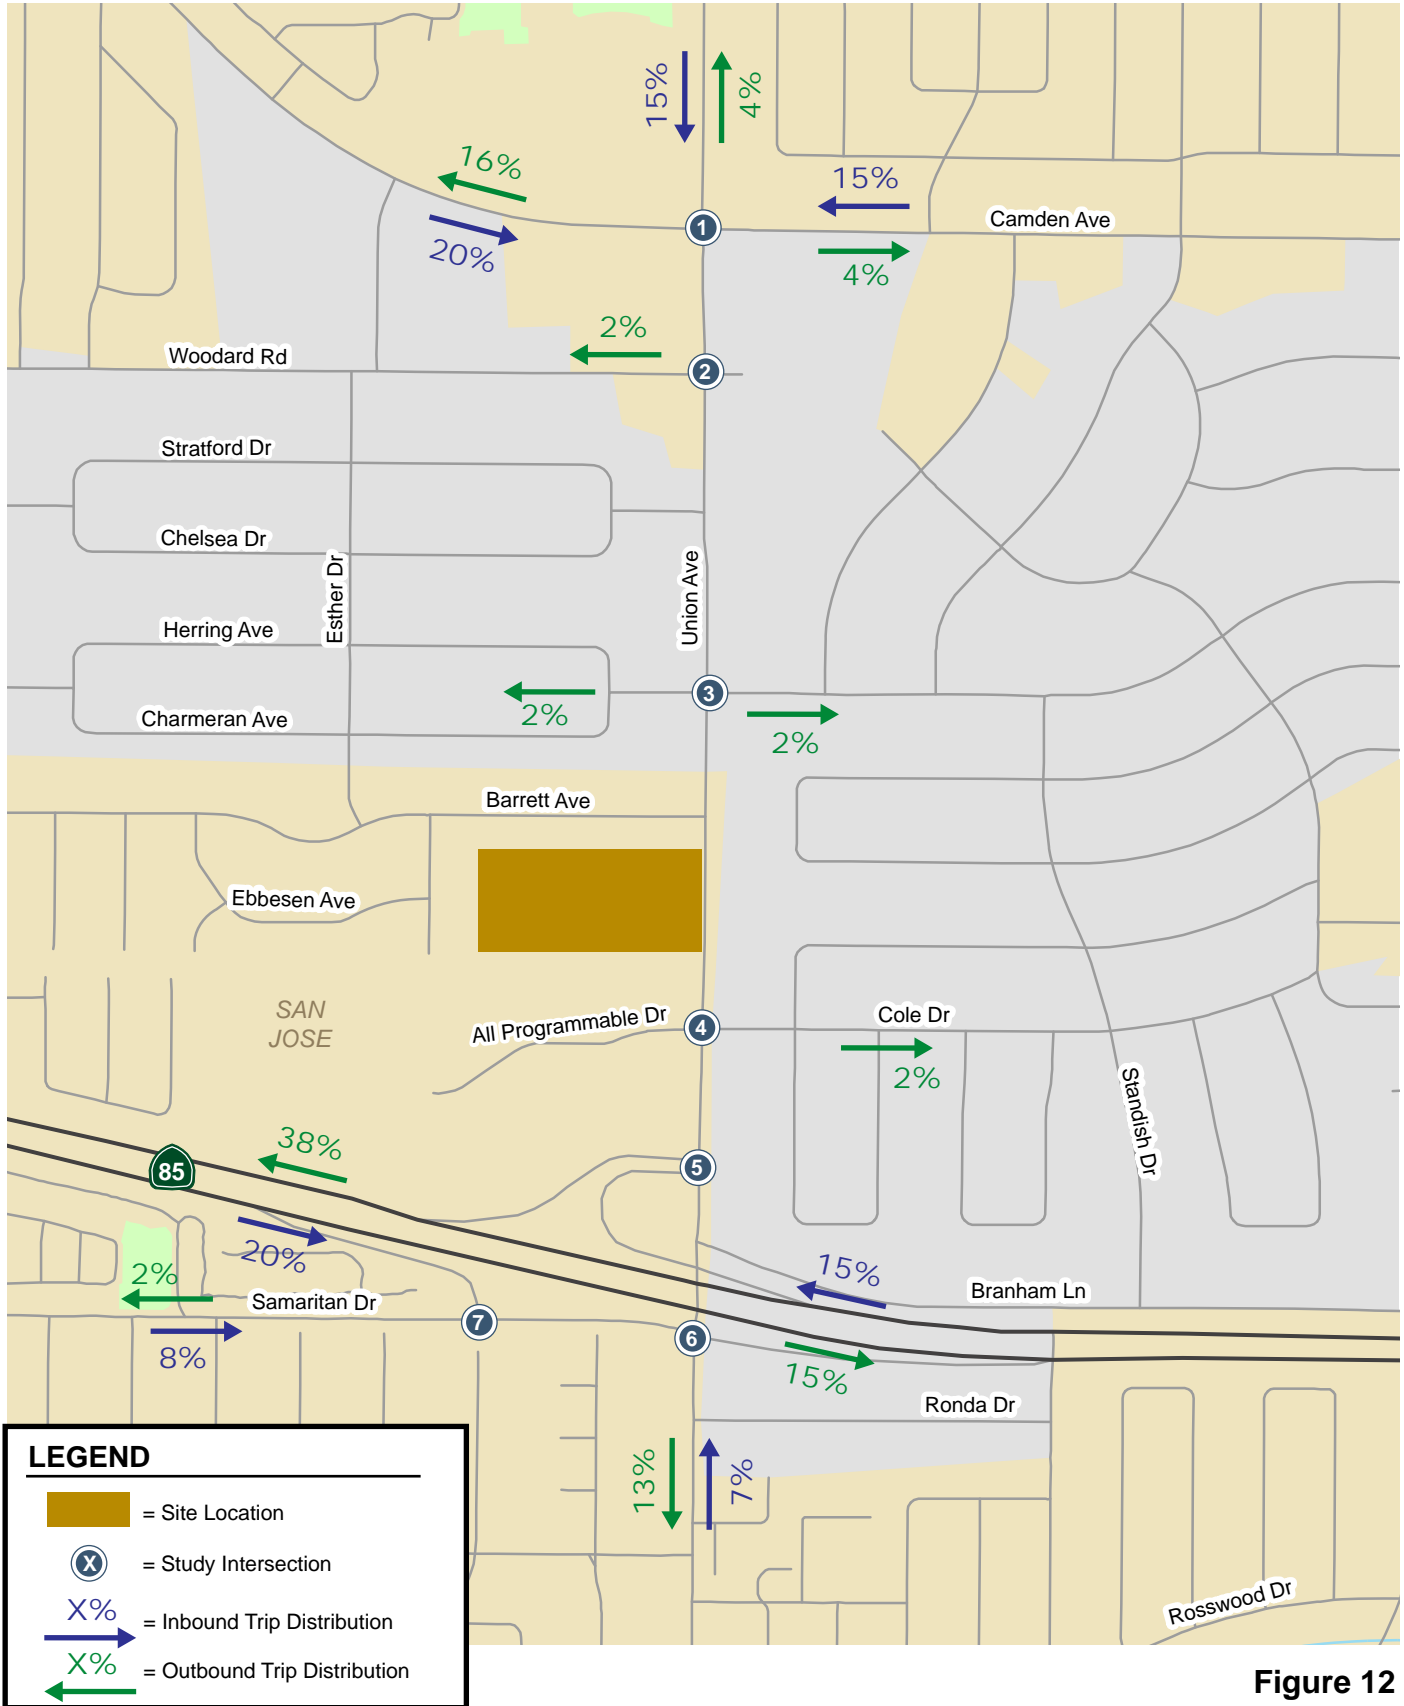 15%
4%
16%
15%
1
Camden Ave
20%
4%
2%
Woodard Rd
2
Stratford Dr
Chelsea Dr
Esther Dr
Union Ave
Herring Ave
3
2%
Charmeran Ave
2%
Barrett Ave
Ebbesen Ave
SAN
JOSE
All Programmable Dr
4
Cole Dr
2%
Standish Dr
38%
85
5
20%
15%
2%
Branham Ln
Samaritan Dr
7
6
8%
15%
Ronda Dr
13%
7%
Rosswood Dr
LEGEND
= Site Location
X = Study Intersection
X% = Inbound Trip Distribution
X% = Outbound Trip Distribution
Figure 12